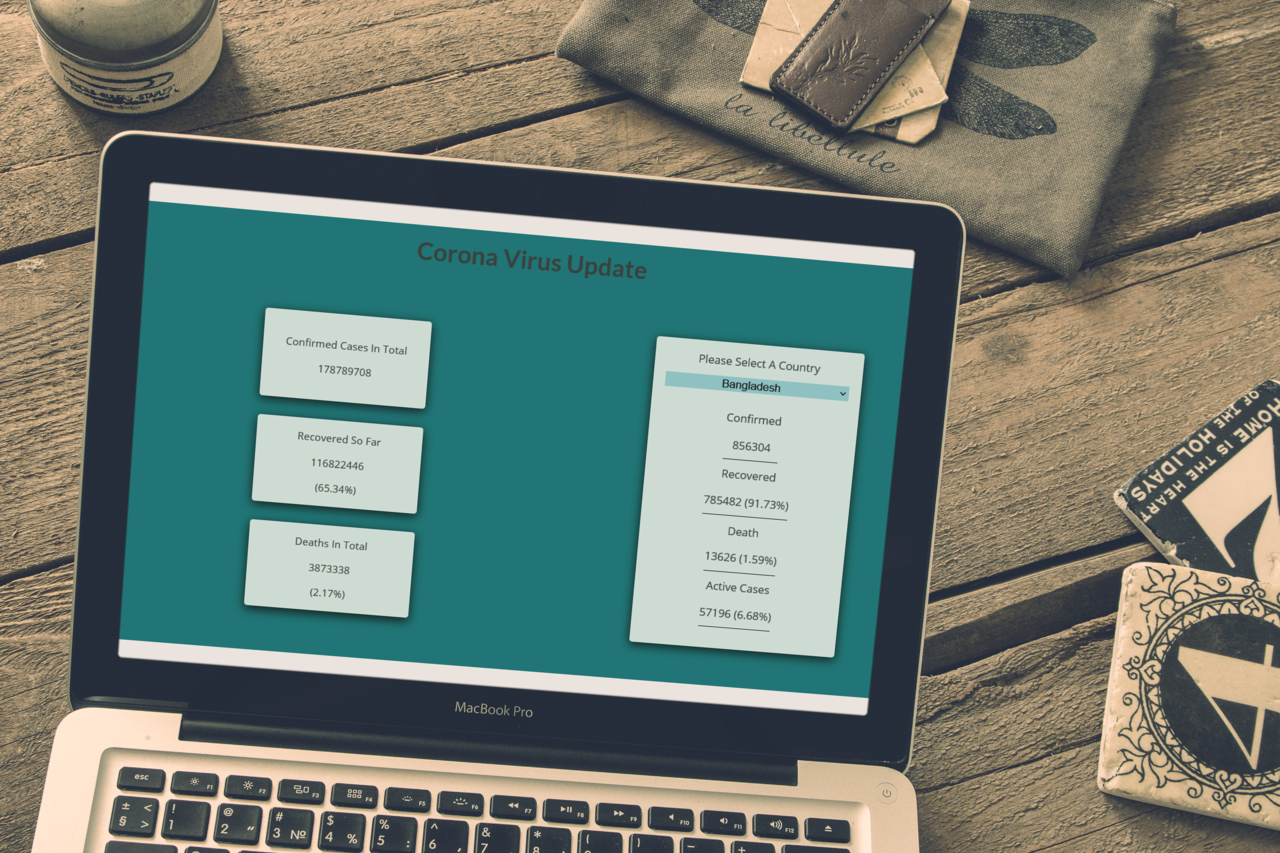 la libellule
Corona Virus Update
Confirmed Cases In Total
178789708
Recovered So Far
116822446
(65.34%)
Deaths In Total
3873338
(2.17%)
Please Select A Country
Bangladesh
Confirmed
856304
Recovered
785482 (91.73%)
Death
13626 (1.59%)
Active Cases
57196 (6.68%)
HOME IS THE HEART
OF THE HOLIDAYS
MacBook Pro
esc F1 F2 F3 F4 F5 F6 F7 F8 F9 F10 F11 F12
± < ! @ # $ % ^ & * ( ) − +
§ > 1 2 " 3 № 4 % 5 : 6 , 7 . 8